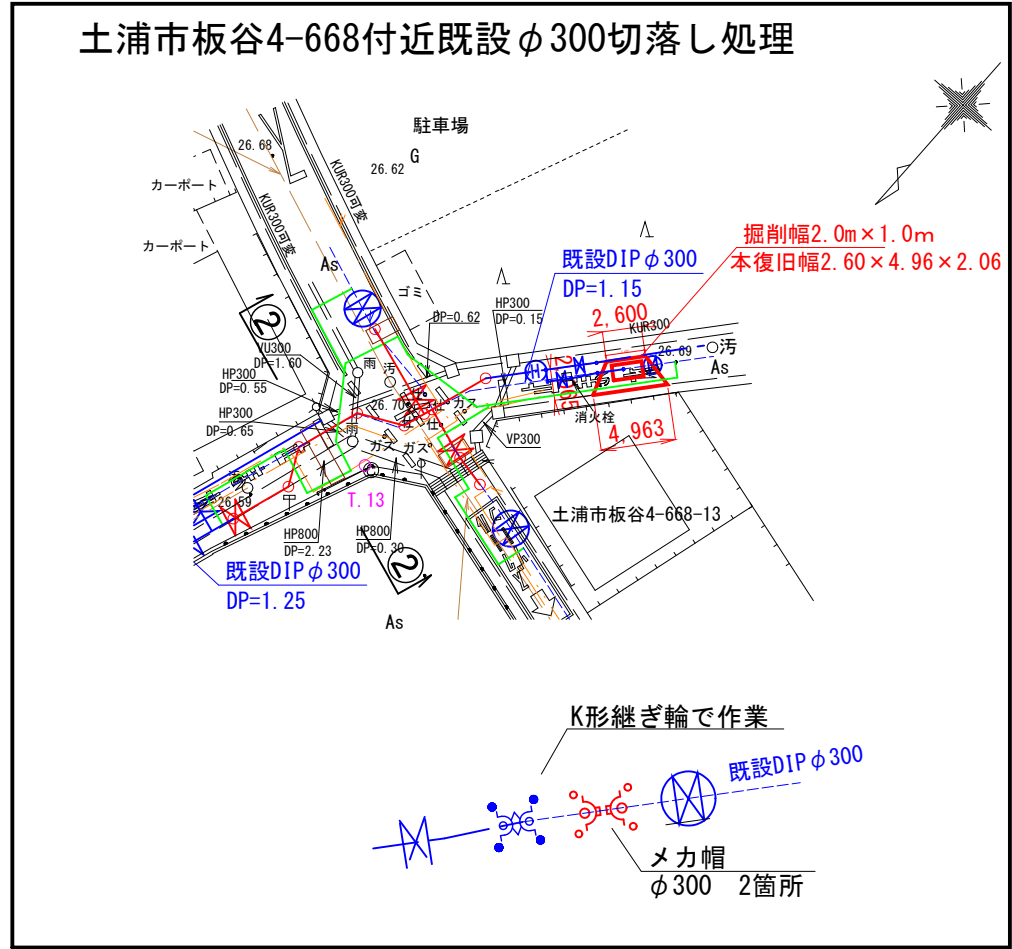 土浦市板谷4-668付近既設φ300切落し処理
駐車場
G
26.68
26.62
カーポート
KUR300可変
KUR300可変
カーポート
As
ゴミ
掘削幅2.0m×1.0m
本復旧幅2.60×4.96×2.06
既設DIPφ300
DP=1.15
HP300
DP=0.15
DP=0.62
2,600
KUR300
26.69
汚
As
②
VU300
DP=1.60
HP300
DP=0.55
HP300
DP=0.65
雨
汚
26.70
仕
仕
ガス
H
消火栓
4,963
雨
ガス
ガス
VP300
26.59
T.13
HP800
DP=2.23
HP800
DP=0.30
②
土浦市板谷4-668-13
既設DIPφ300
DP=1.25
As
K形継ぎ輪で作業
既設DIPφ300
メカ帽
φ300 2箇所